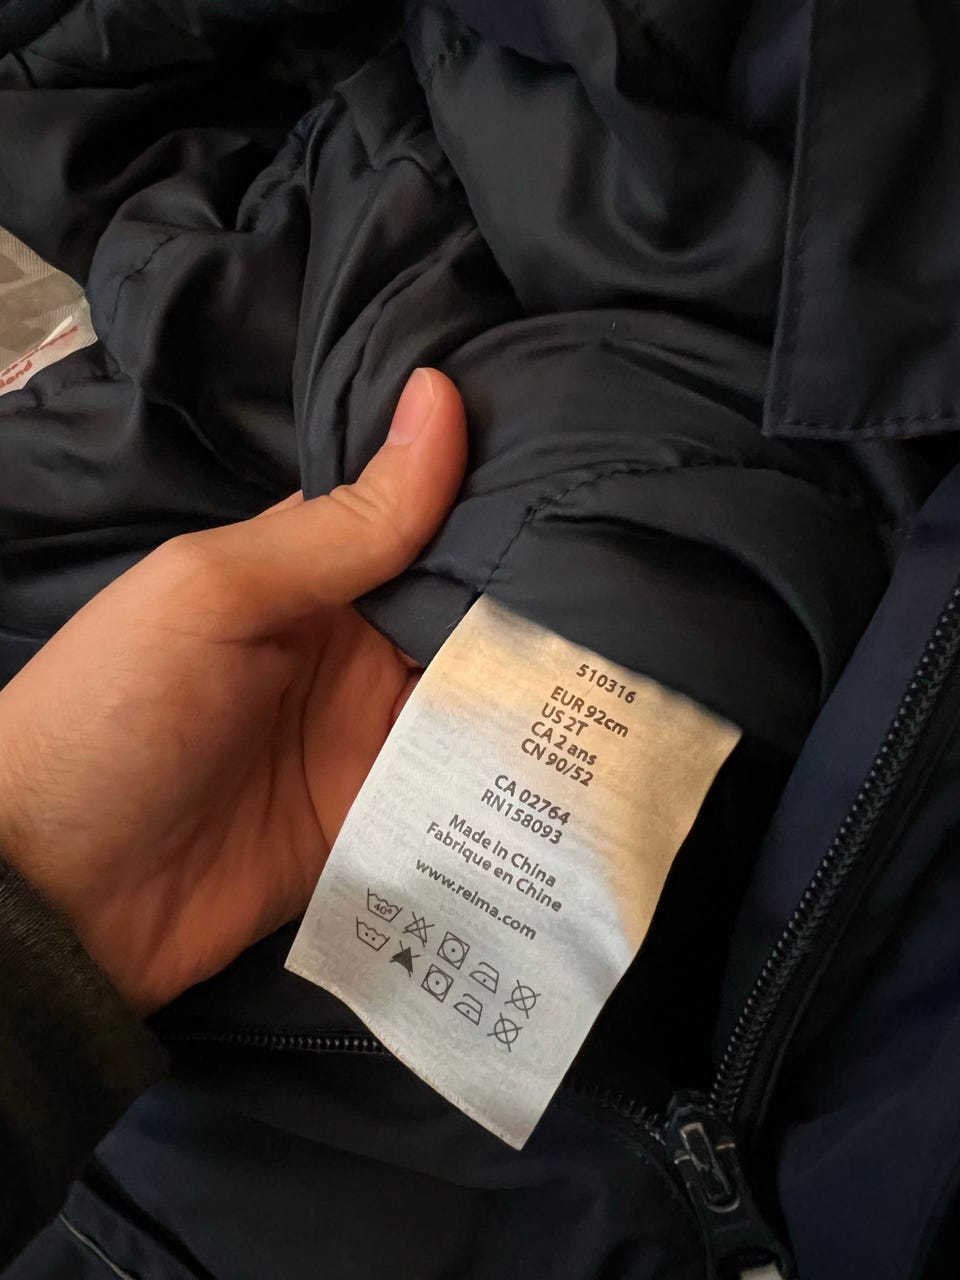 510316
EUR 92cm
US 2T
CA 2 ans
CN 90/52
CA 02764
RN158093
Made in China
Fabrique en Chine
www.reima.com
40°